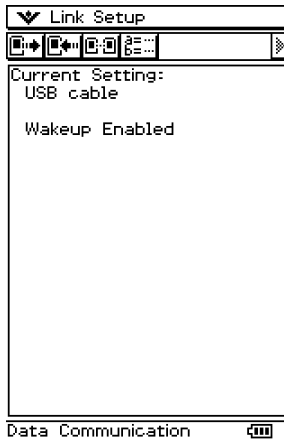 Link Setup
Current Setting:
USB cable
Wakeup Enabled
Data Communication